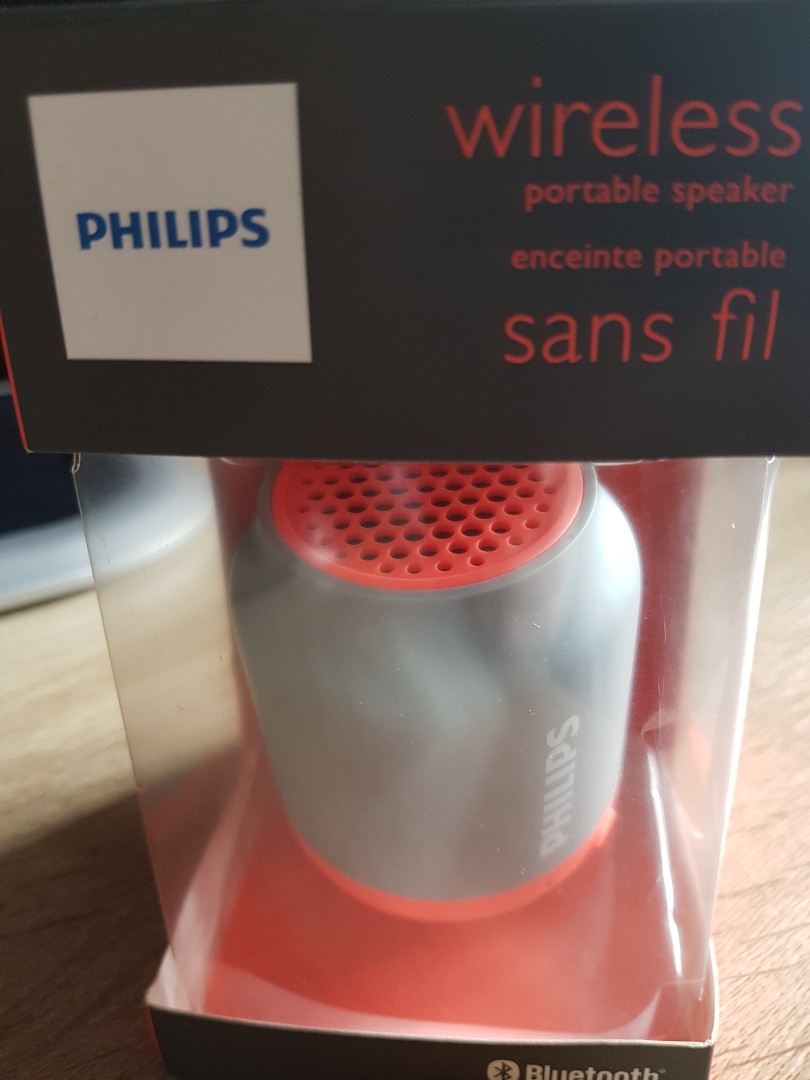 PHILIPS
wireless
portable speaker
enceinte portable
sans fil
PHILIPS
Bluetooth®